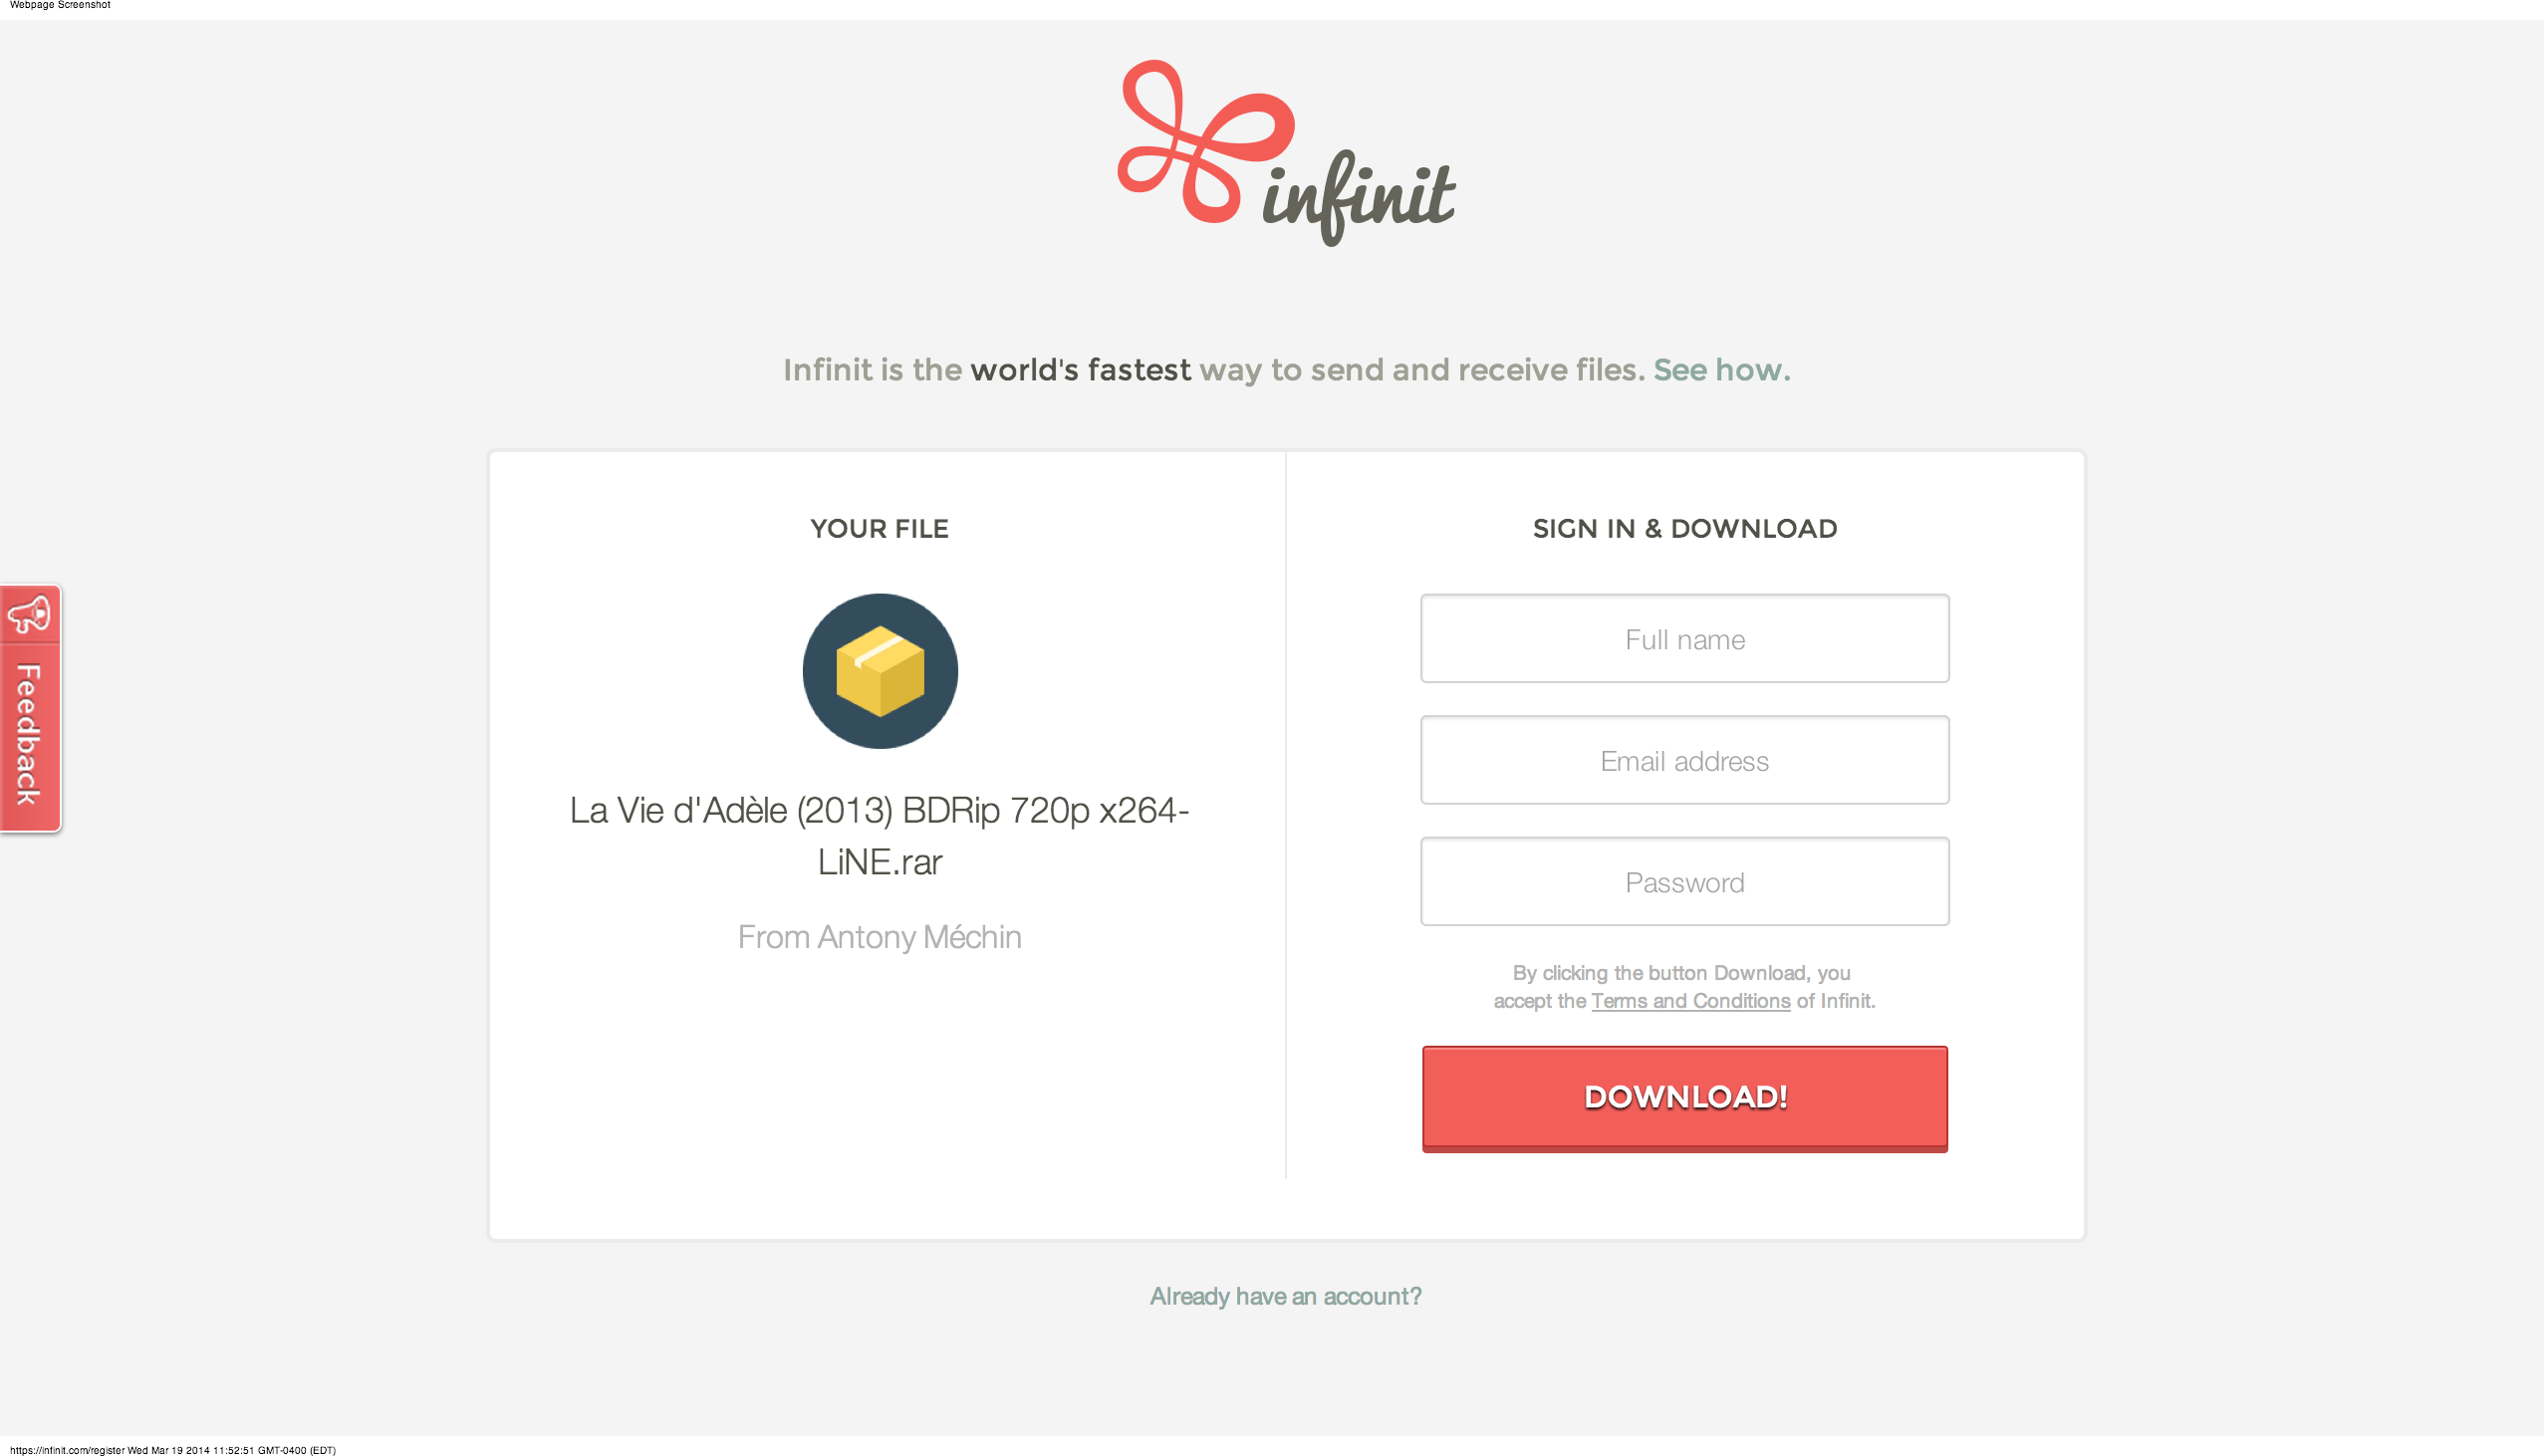 Webpage Screenshot
infinit
Infinit is the world's fastest way to send and receive files. See how.
YOUR FILE
La Vie d'Adèle (2013) BDRip 720p x264-
LiNE.rar
From Antony Méchin
SIGN IN & DOWNLOAD
Full name
Email address
Password
By clicking the button Download, you
accept the Terms and Conditions of Infinit.
DOWNLOAD!
Feedback
Already have an account?
https://infinit.com/register Wed Mar 19 2014 11:52:51 GMT-0400 (EDT)